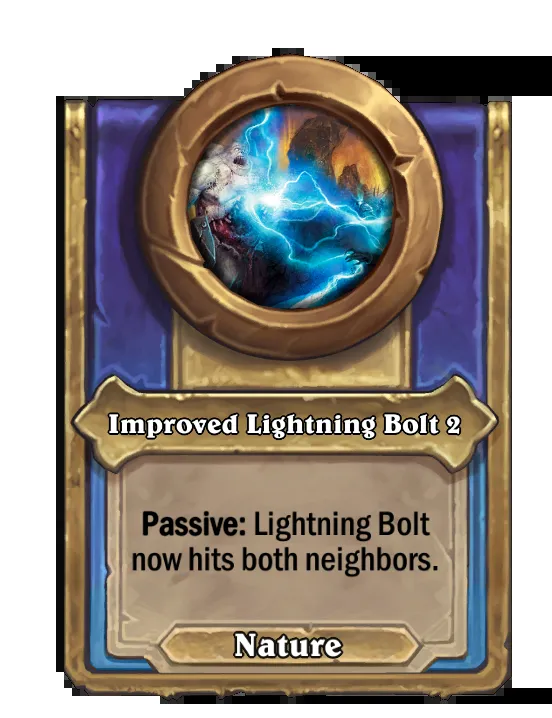 Improved Lightning Bolt 2
Passive: Lightning Bolt
now hits both neighbors.
Nature